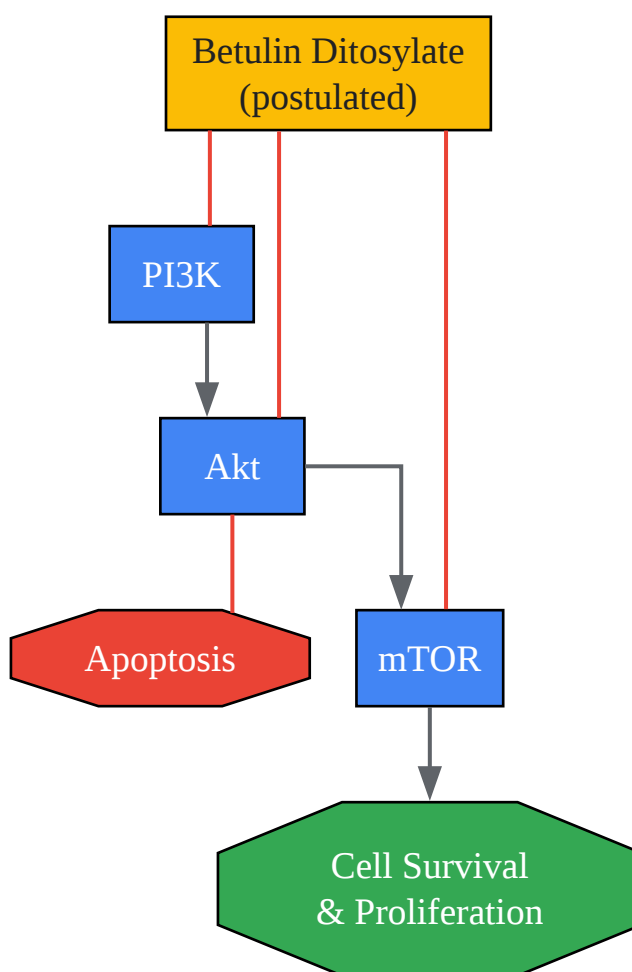 Betulin Ditosylate
(postulated)
PI3K
Akt
Apoptosis
mTOR
Cell Survival
& Proliferation